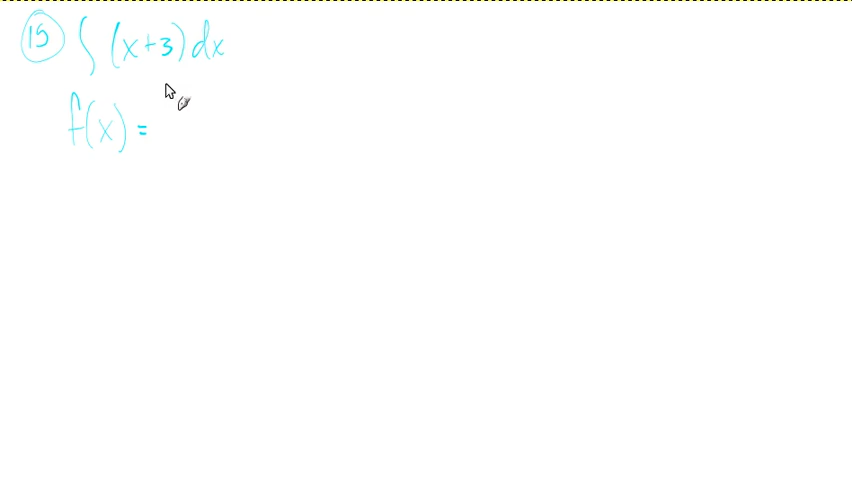 15 ∫ (x+3) dx
f(x) =